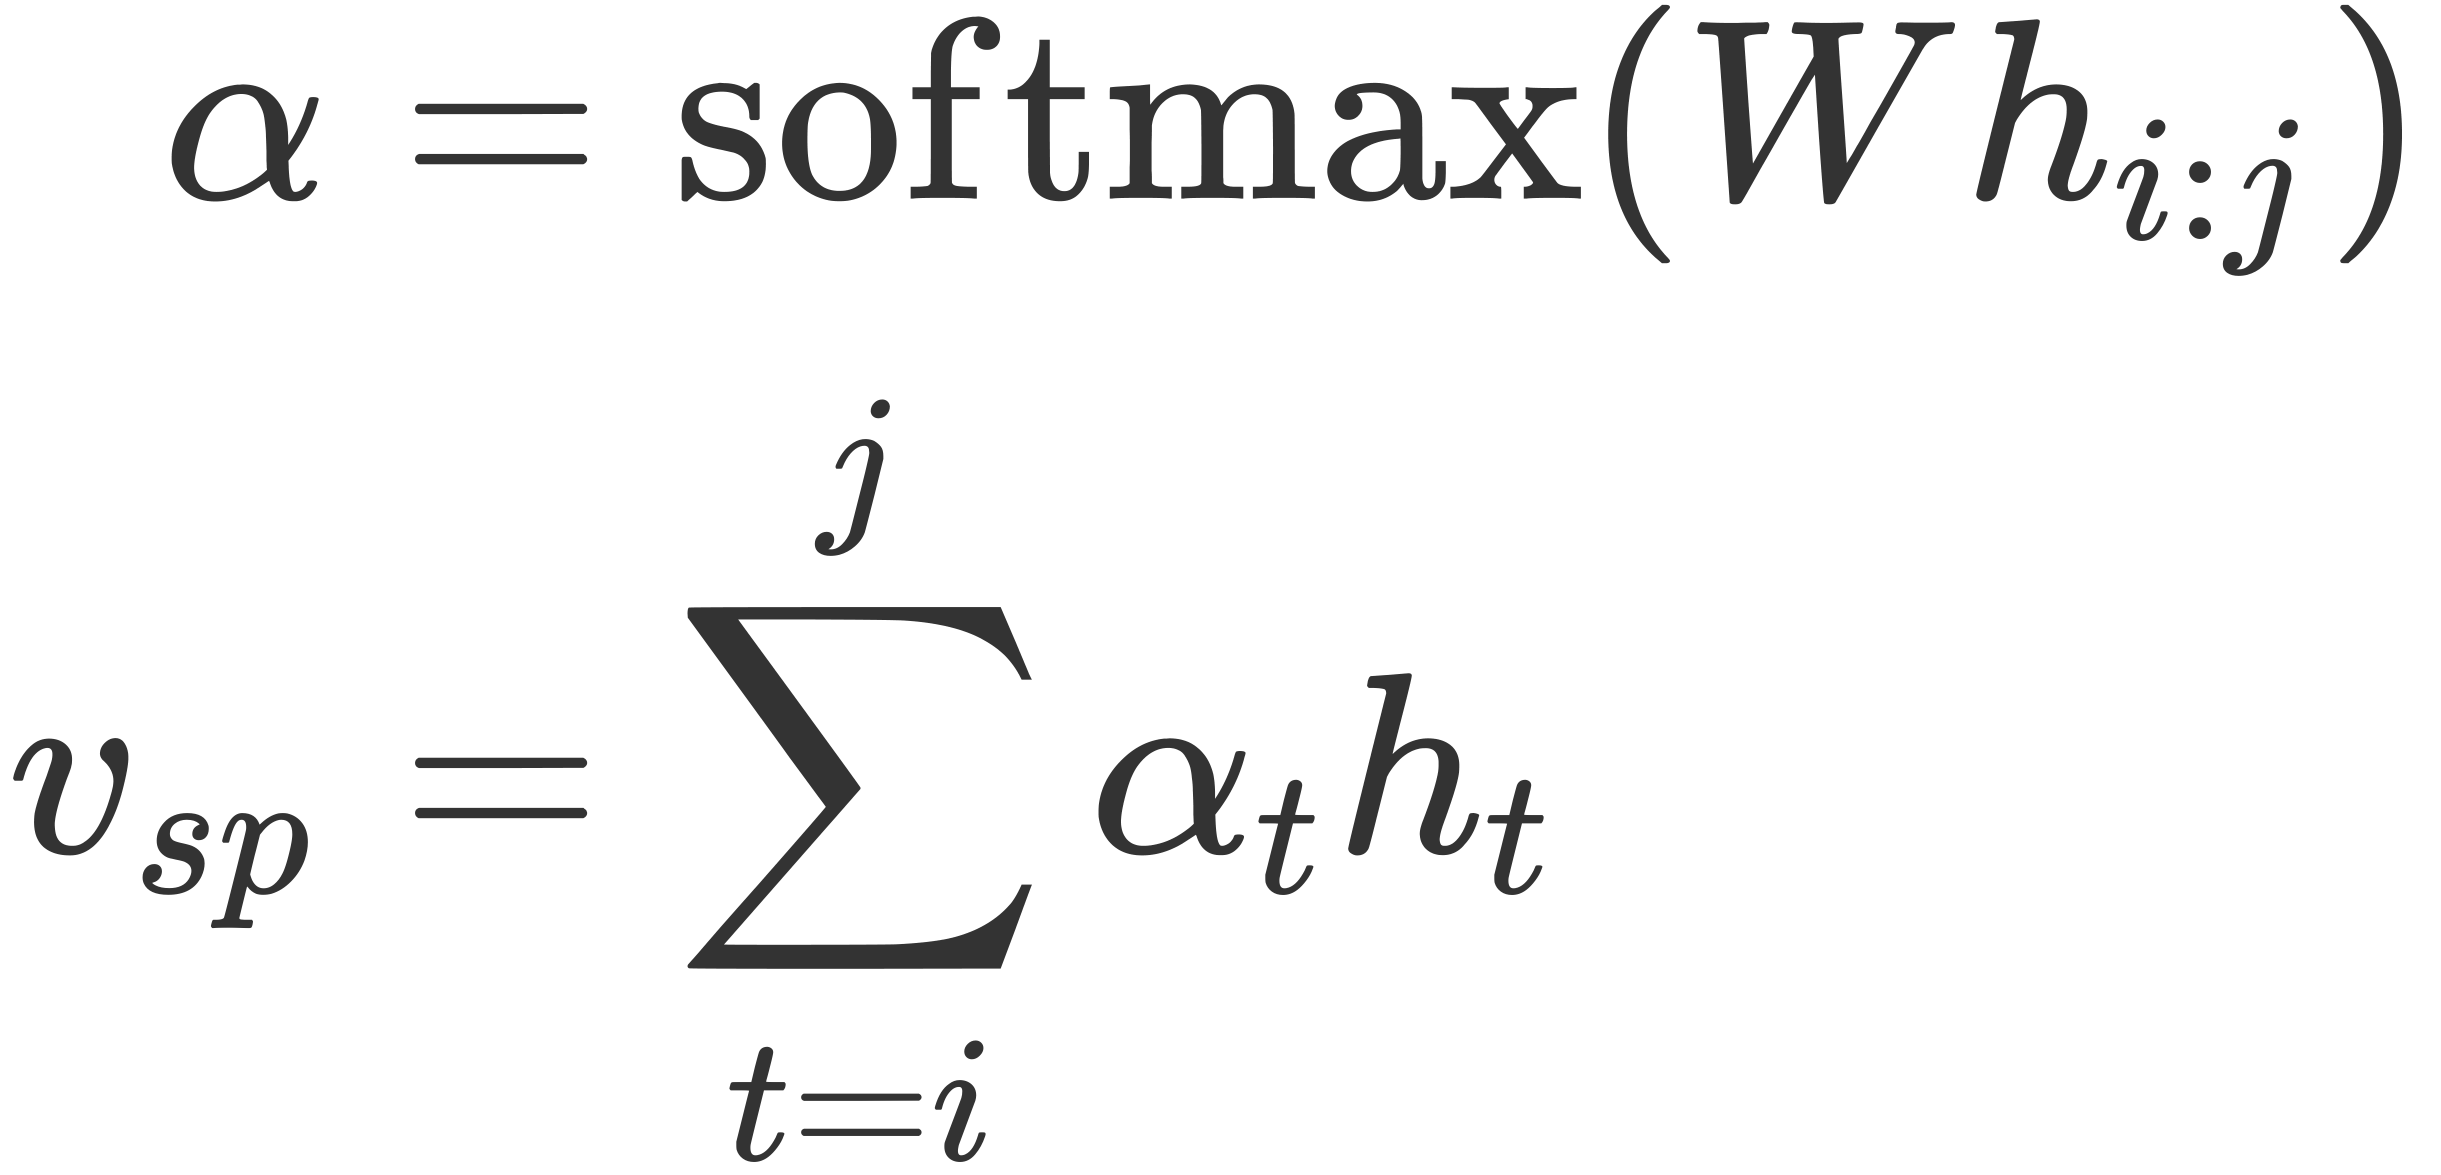 α = softmax(Wh_{i:j})
v_{sp} = \sum_{t=i}^{j} α_t h_t